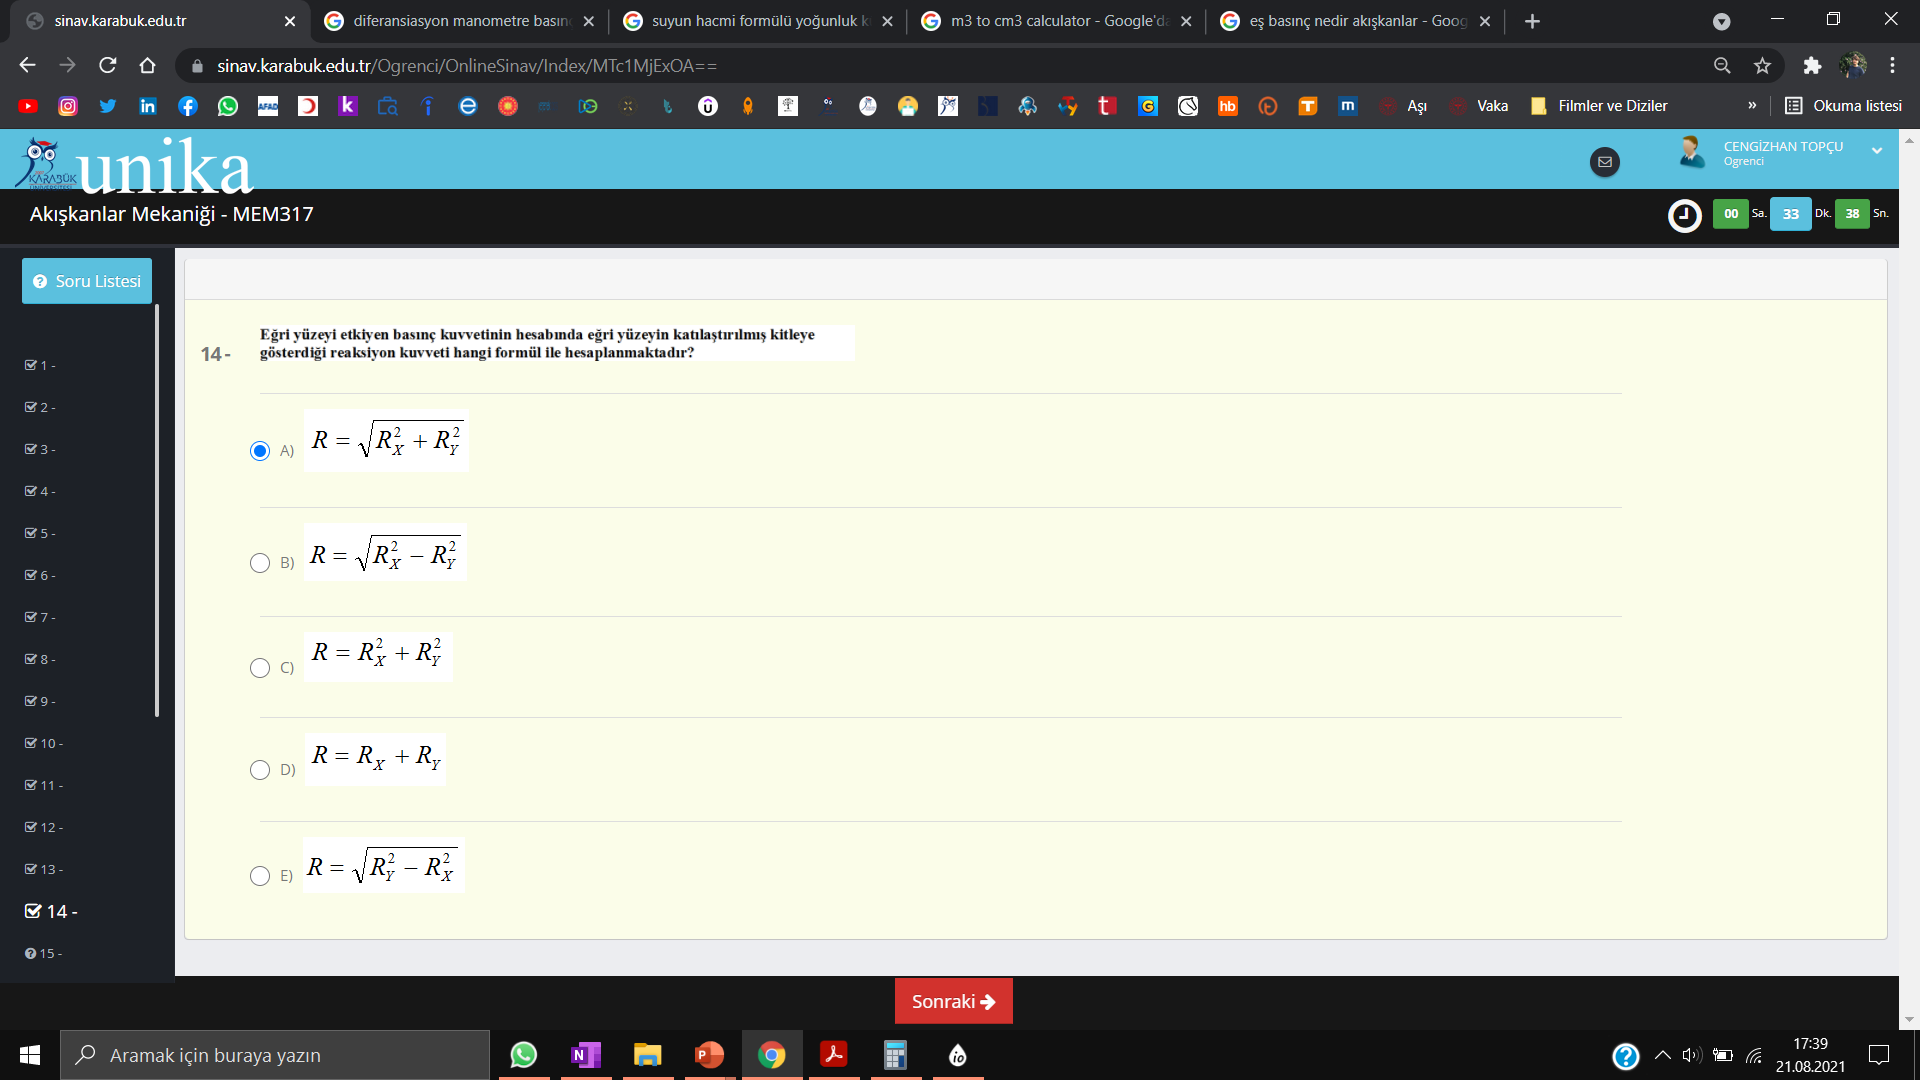 sinav.karabuk.edu.tr
diferansiasyon manometre basınç
suyun hacmi formülü yoğunluk k
m3 to cm3 calculator - Google'da
eş basınç nedir akışkanlar - Goog
sinav.karabuk.edu.tr/Ogrenci/OnlineSinav/Index/MTc1MjExOA==
Aşı
Vaka
Filmler ve Diziler
»
Okuma listesi
KARABÜK
unika
CENGİZHAN TOPÇU
Ogrenci
Akışkanlar Mekaniği - MEM317
00 Sa. 33 Dk. 38 Sn.
Soru Listesi
1 -
2 -
3 -
4 -
5 -
6 -
7 -
8 -
9 -
10 -
11 -
12 -
13 -
14 -
15 -
14 -
Eğri yüzeyi etkiyen basınç kuvvetinin hesabında eğri yüzeyin katılaştırılmış kitleye
gösterdiği reaksiyon kuvveti hangi formül ile hesaplanmaktadır?
A) R = √(R_X^2 + R_Y^2)
B) R = √(R_X^2 − R_Y^2)
C) R = R_X^2 + R_Y^2
D) R = R_X + R_Y
E) R = √(R_Y^2 − R_X^2)
Sonraki
Aramak için buraya yazın
17:39
21.08.2021